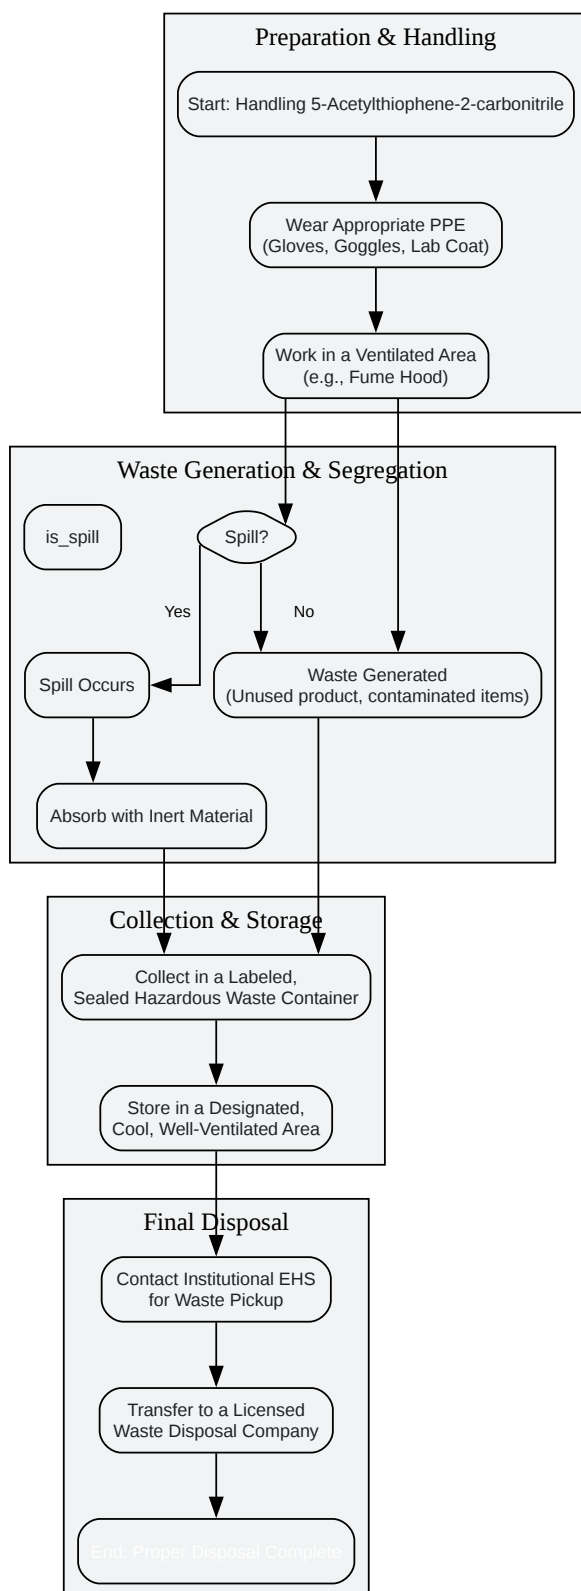 Preparation & Handling
Start: Handling 5-Acetylthiophene-2-carbonitrile
Wear Appropriate PPE
(Gloves, Goggles, Lab Coat)
Work in a Ventilated Area
(e.g., Fume Hood)
Waste Generation & Segregation
is_spill
Spill?
Yes
No
Spill Occurs
Waste Generated
(Unused product, contaminated items)
Absorb with Inert Material
Collection & Storage
Collect in a Labeled,
Sealed Hazardous Waste Container
Store in a Designated,
Cool, Well-Ventilated Area
Final Disposal
Contact Institutional EHS
for Waste Pickup
Transfer to a Licensed
Waste Disposal Company
End: Proper Disposal Complete